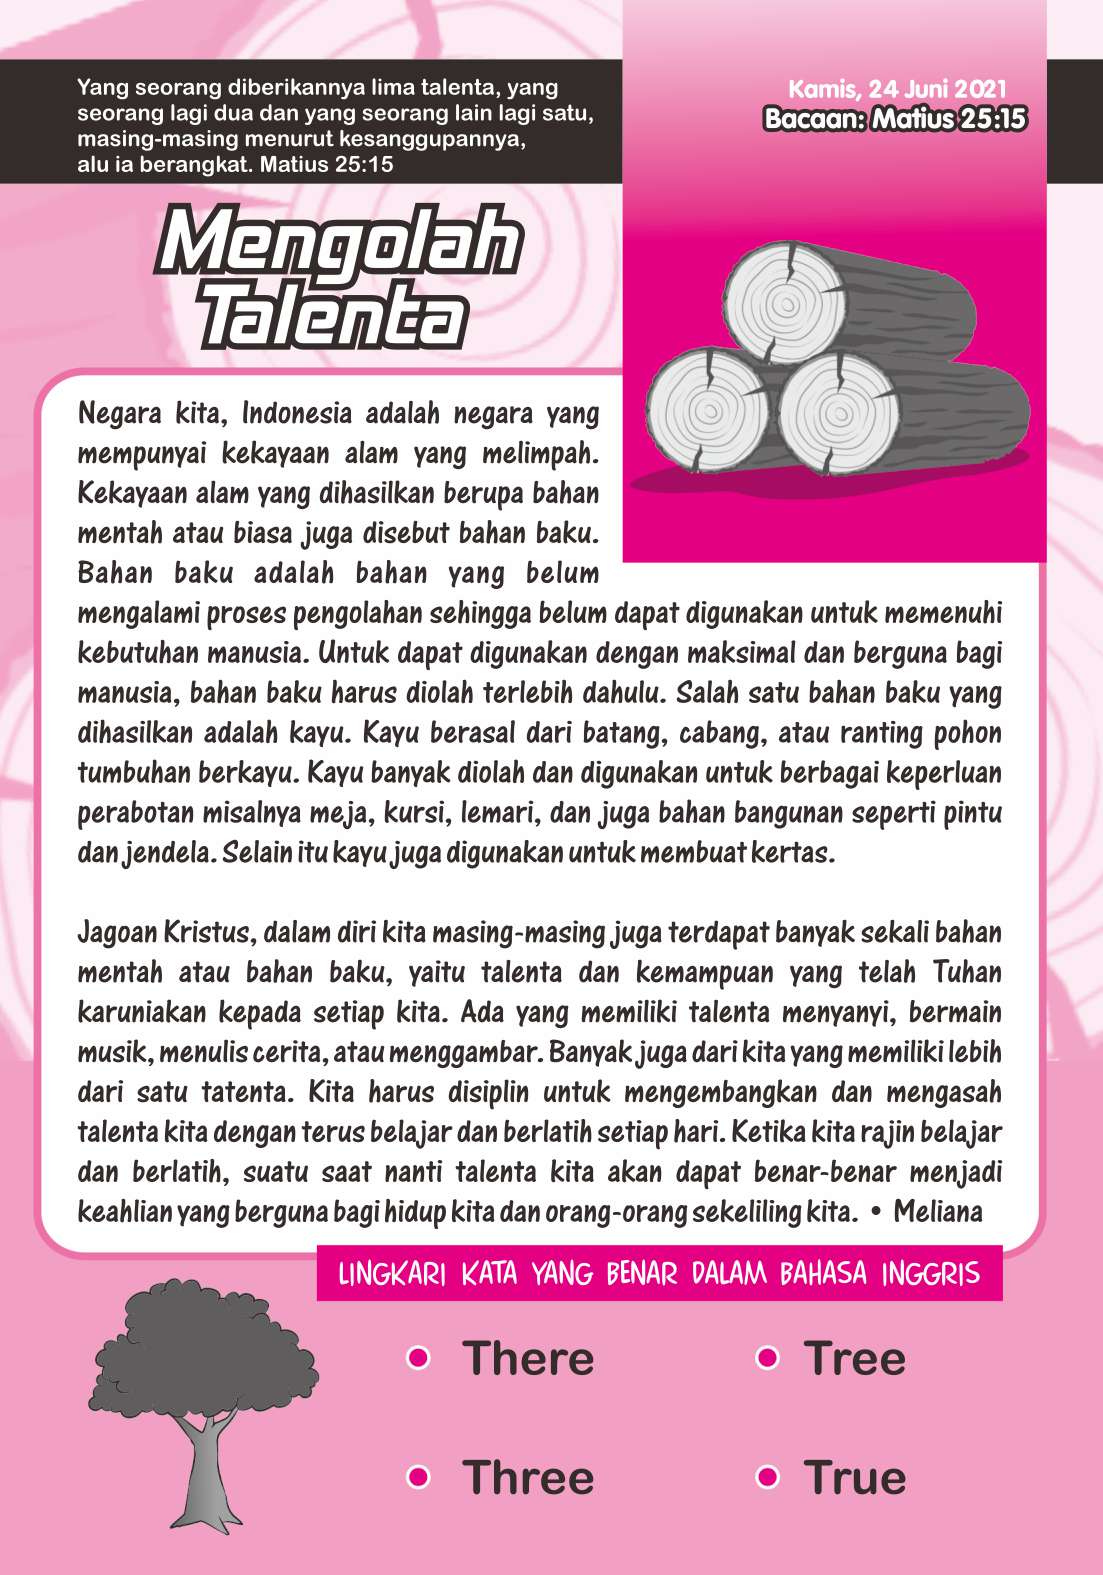 Yang seorang diberikannya lima talenta, yang
seorang lagi dua dan yang seorang lain lagi satu,
masing-masing menurut kesanggupannya,
alu ia berangkat. Matius 25:15
Kamis, 24 Juni 2021
Bacaan: Matius 25:15
Mengolah
Talenta
Negara kita, Indonesia adalah negara yang
mempunyai kekayaan alam yang melimpah.
Kekayaan alam yang dihasilkan berupa bahan
mentah atau biasa juga disebut bahan baku.
Bahan baku adalah bahan yang belum
mengalami proses pengolahan sehingga belum dapat digunakan untuk memenuhi
kebutuhan manusia. Untuk dapat digunakan dengan maksimal dan berguna bagi
manusia, bahan baku harus diolah terlebih dahulu. Salah satu bahan baku yang
dihasilkan adalah kayu. Kayu berasal dari batang, cabang, atau ranting pohon
tumbuhan berkayu. Kayu banyak diolah dan digunakan untuk berbagai keperluan
perabotan misalnya meja, kursi, lemari, dan juga bahan bangunan seperti pintu
dan jendela. Selain itu kayu juga digunakan untuk membuat kertas.
Jagoan Kristus, dalam diri kita masing-masing juga terdapat banyak sekali bahan
mentah atau bahan baku, yaitu talenta dan kemampuan yang telah Tuhan
karuniakan kepada setiap kita. Ada yang memiliki talenta menyanyi, bermain
musik, menulis cerita, atau menggambar. Banyak juga dari kita yang memiliki lebih
dari satu tatenta. Kita harus disiplin untuk mengembangkan dan mengasah
talenta kita dengan terus belajar dan berlatih setiap hari. Ketika kita rajin belajar
dan berlatih, suatu saat nanti talenta kita akan dapat benar-benar menjadi
keahlian yang berguna bagi hidup kita dan orang-orang sekeliling kita. • Meliana
LINGKARI KATA YANG BENAR DALAM BAHASA INGGRIS
• There
• Tree
• Three
• True